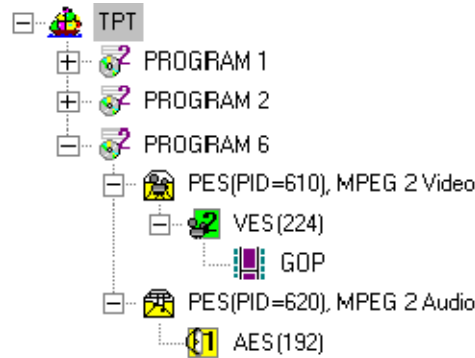 TPT
PROGRAM 1
PROGRAM 2
PROGRAM 6
PES(PID=610), MPEG 2 Video
VES(224)
GOP
PES(PID=620), MPEG 2 Audio
AES(192)